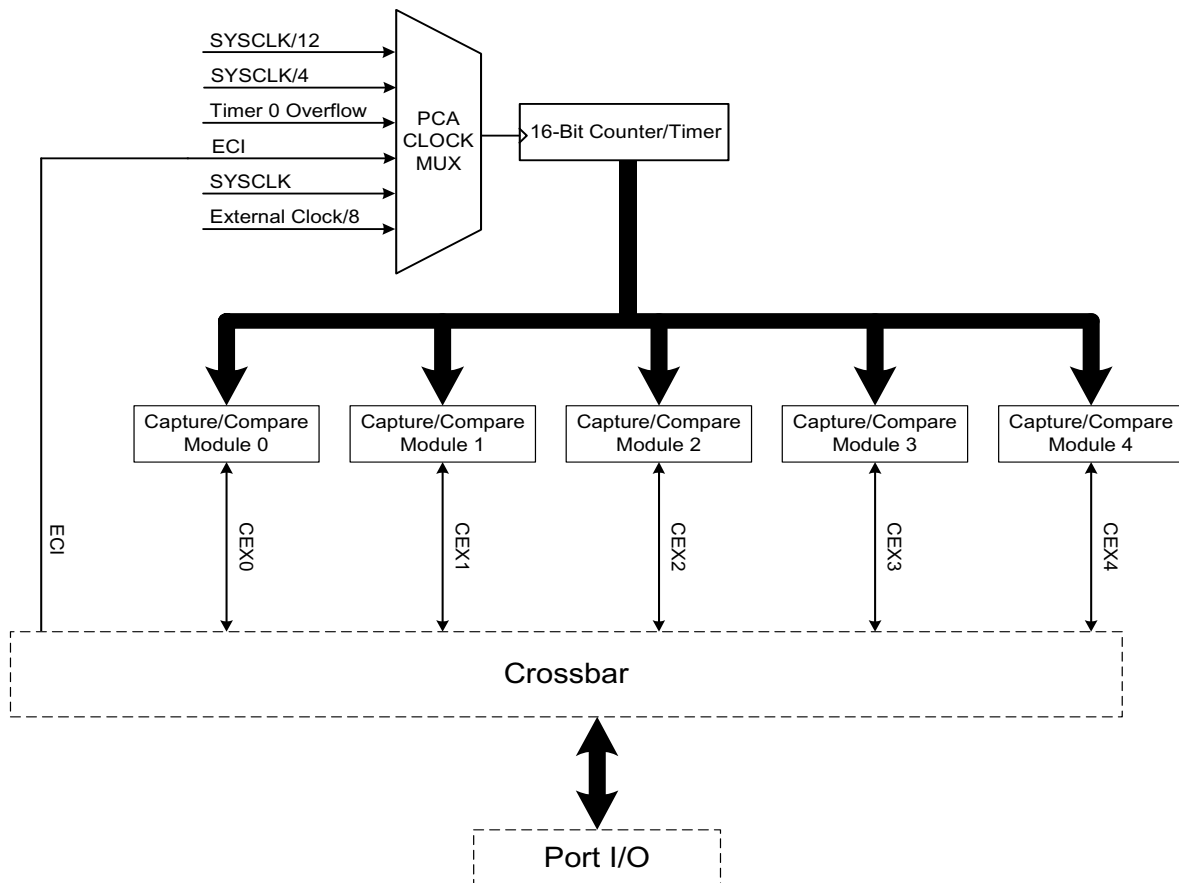 SYSCLK/12
SYSCLK/4
Timer 0 Overflow
ECI
SYSCLK
External Clock/8
PCA
CLOCK
MUX
16-Bit Counter/Timer
Capture/Compare
Module 0
Capture/Compare
Module 1
Capture/Compare
Module 2
Capture/Compare
Module 3
Capture/Compare
Module 4
ECI
CEX0
CEX1
CEX2
CEX3
CEX4
Crossbar
Port I/O